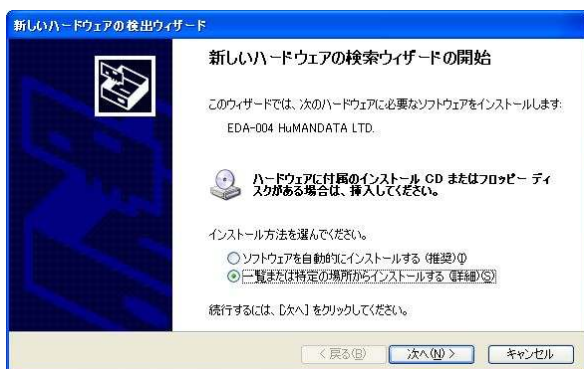 新しいハードウェアの検出ウィザード
新しいハードウェアの検索ウィザードの開始
このウィザードでは、次のハードウェアに必要なソフトウェアをインストールします:
EDA-004 HuMANDATA LTD.
ハードウェアに付属のインストール CD またはフロッピー ディ
スクがある場合は、挿入してください。
インストール方法を選んでください。
ソフトウェアを自動的にインストールする (推奨)(I)
一覧または特定の場所からインストールする (詳細)(S)
続行するには、[次へ] をクリックしてください。
< 戻る(B)
次へ(N) >
キャンセル